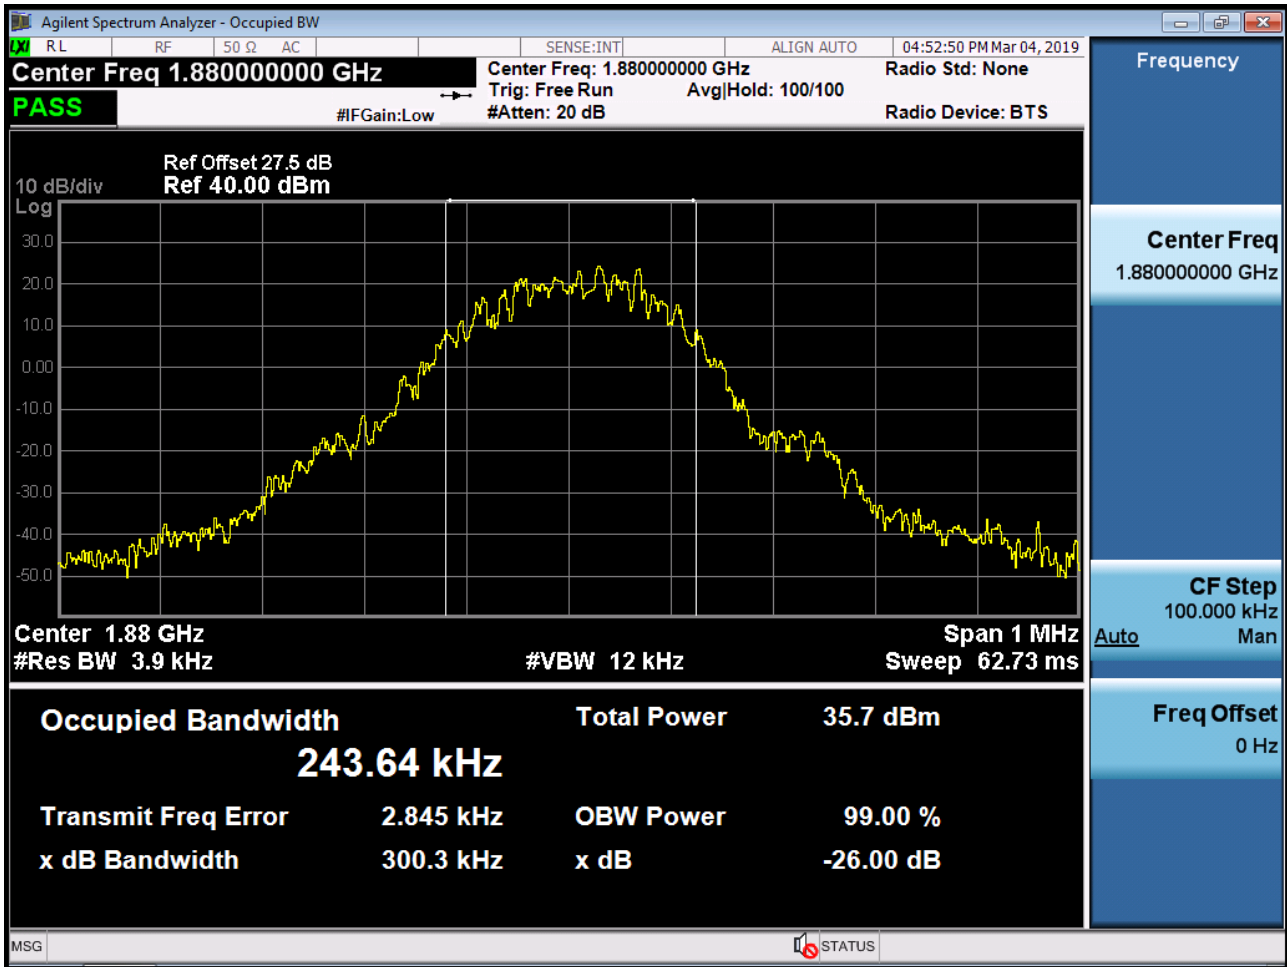 Agilent Spectrum Analyzer - Occupied BW
LXI RL RF 50 Ω AC SENSE:INT ALIGN AUTO 04:52:50 PM Mar 04, 2019
Center Freq 1.880000000 GHz
Center Freq: 1.880000000 GHz
Radio Std: None
Trig: Free Run Avg|Hold: 100/100
PASS
#IFGain:Low
#Atten: 20 dB
Radio Device: BTS
Ref Offset 27.5 dB
10 dB/div Ref 40.00 dBm
Log
30.0
20.0
10.0
0.00
-10.0
-20.0
-30.0
-40.0
-50.0
Center 1.88 GHz Span 1 MHz
#Res BW 3.9 kHz #VBW 12 kHz Sweep 62.73 ms
Occupied Bandwidth Total Power 35.7 dBm
243.64 kHz
Transmit Freq Error 2.845 kHz OBW Power 99.00 %
x dB Bandwidth 300.3 kHz x dB -26.00 dB
MSG STATUS
Frequency
Center Freq
1.880000000 GHz
CF Step
100.000 kHz
Auto Man
Freq Offset
0 Hz